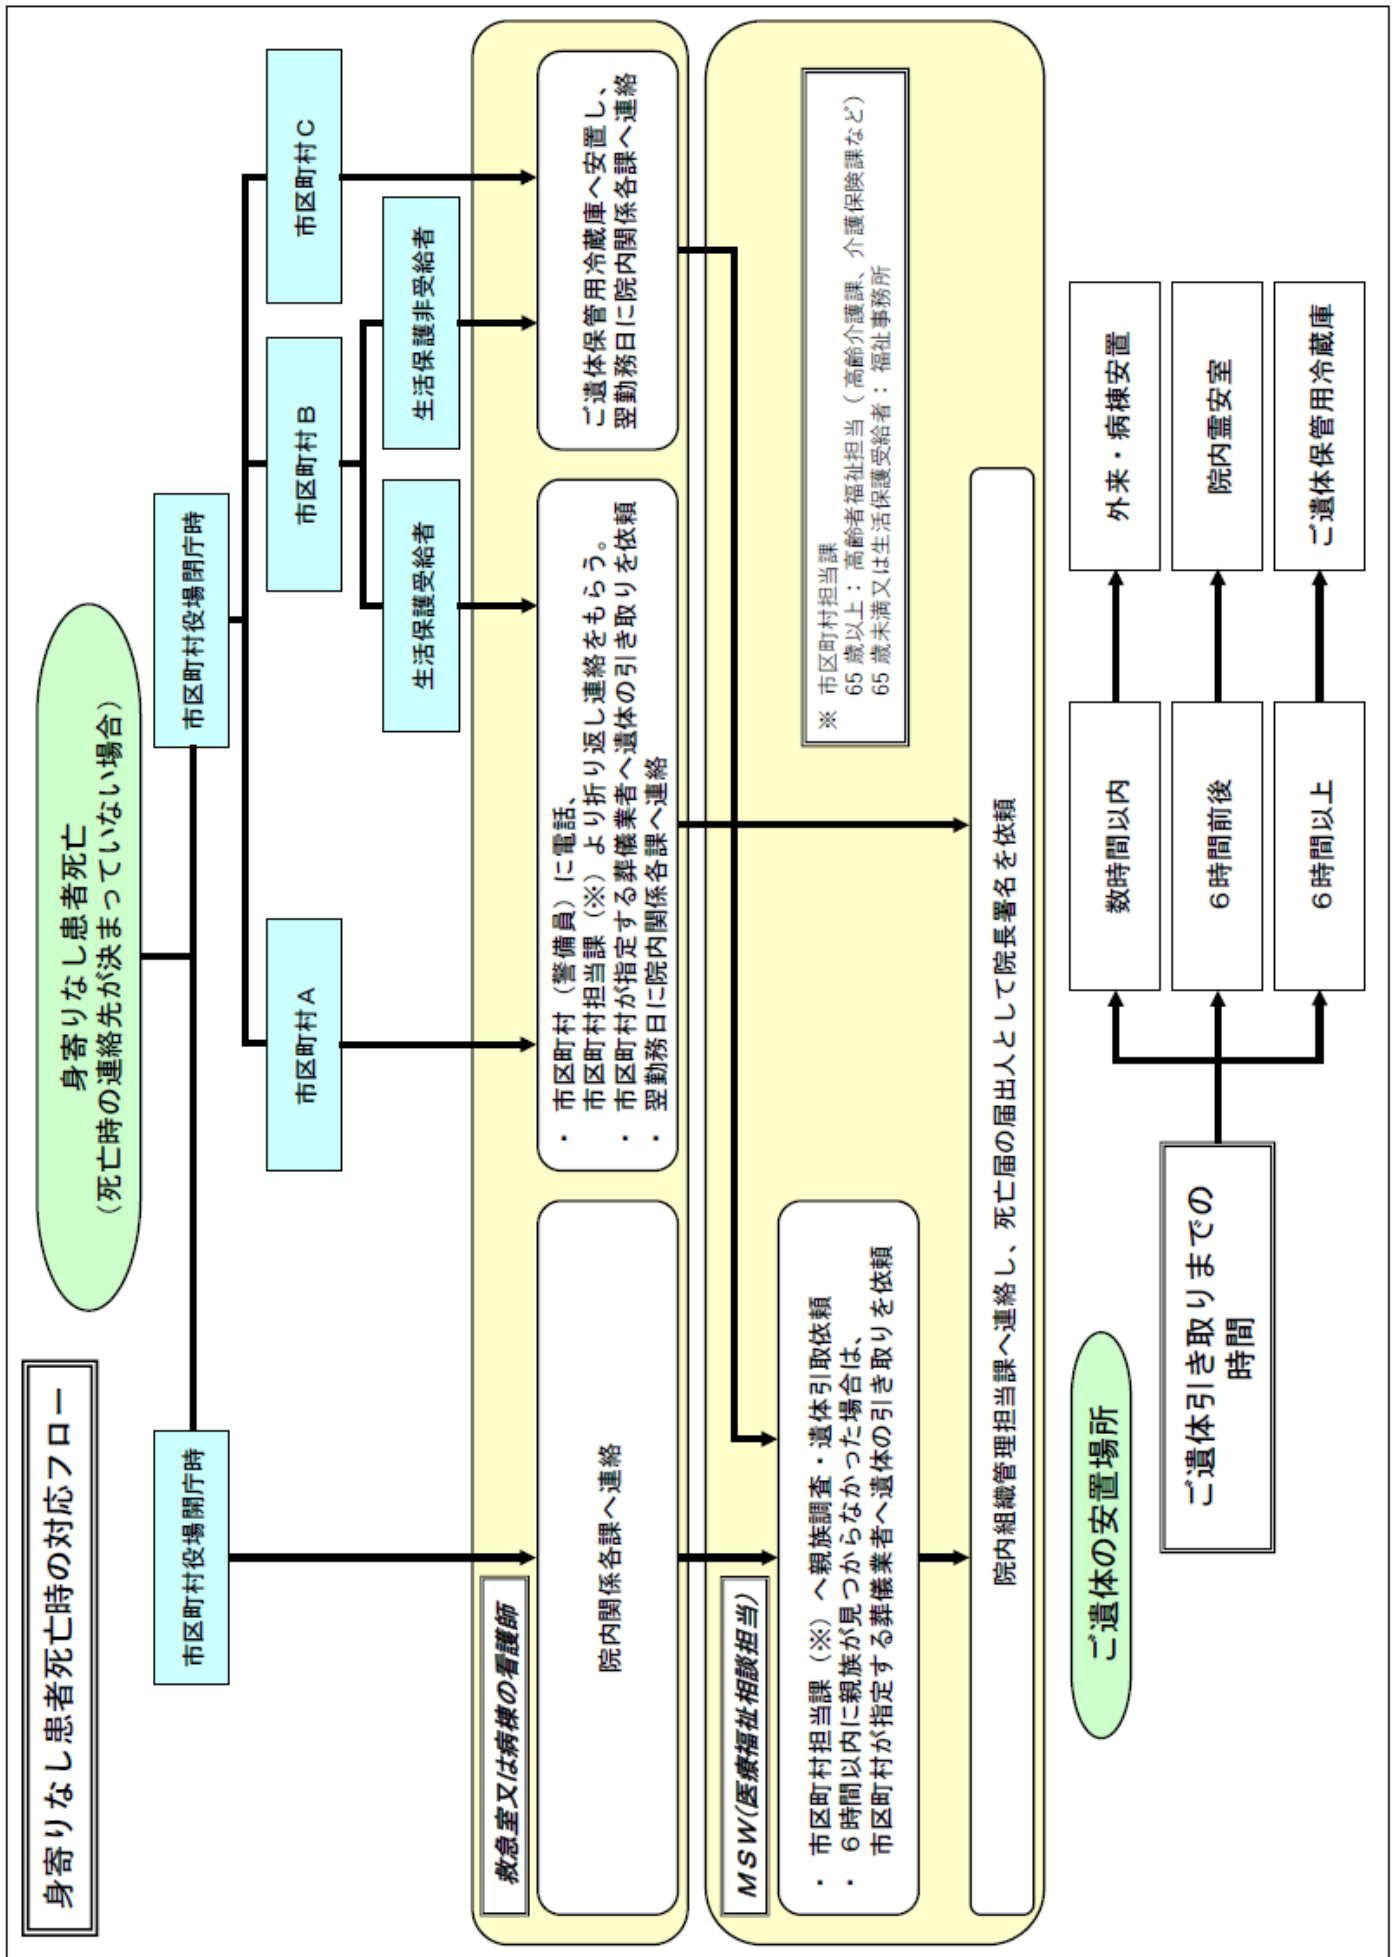 身寄りなし患者死亡時の対応フロー
身寄りなし患者死亡
(死亡時の連絡先が決まっていない場合)
市区町村役場開庁時
市区町村役場閉庁時
市区町村A
市区町村B
市区町村C
生活保護受給者
生活保護非受給者
救急室又は病棟の看護師
院内関係各課へ連絡
・ 市区町村(警備員)に電話、
市区町村担当課(※)より折り返し連絡をもらう。
・ 市区町村が指定する葬儀業者へ遺体の引き取りを依頼
・ 翌勤務日に院内関係各課へ連絡
ご遺体保管用冷蔵庫へ安置し、
翌勤務日に院内関係各課へ連絡
MSW(医療福祉相談担当)
・ 市区町村担当課(※)へ親族調査・遺体引取依頼
・ 6時間以内に親族が見つからなかった場合は、
市区町村が指定する葬儀業者へ遺体の引き取りを依頼
※ 市区町村担当課
65歳以上:高齢者福祉担当(高齢介護課、介護保険課など)
65歳未満又は生活保護受給者:福祉事務所
院内組織管理担当課へ連絡し、死亡届の届出人として院長署名を依頼
ご遺体の安置場所
ご遺体引き取りまでの
時間
数時間以内
外来・病棟安置
6時間前後
院内霊安室
6時間以上
ご遺体保管用冷蔵庫